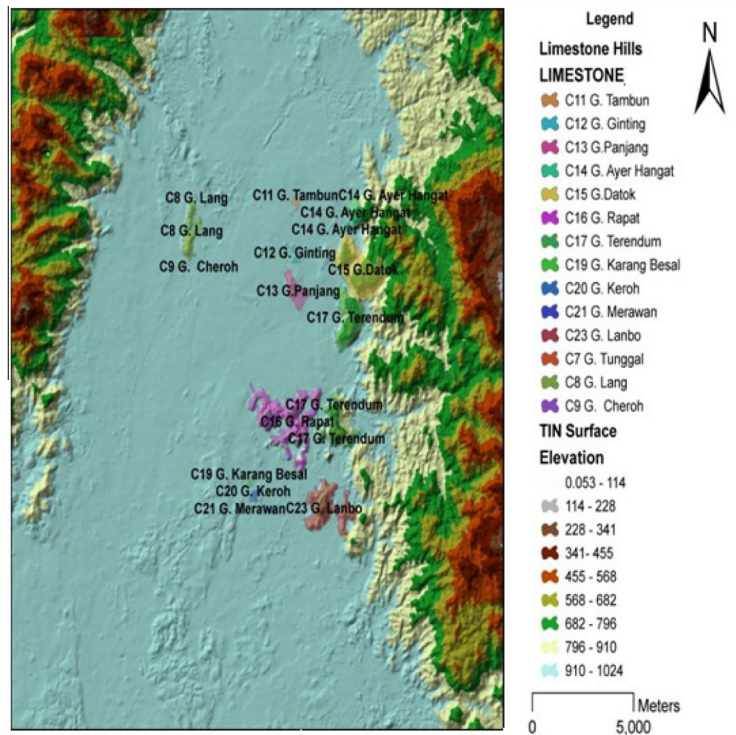 C8 G. Lang
C11 G. TambunC14 G. Ayer Hangat
C14 G. Ayer Hangat
C8 G. Lang
C14 G. Ayer Hangat
C12 G. Ginting
C9 G.  Cheroh
C15 G.Datok
C13 G.Panjang
C17 G. Terendum
C17 G. Terendum
C16 G. Rapat
C17 G. Terendum
C19 G. Karang Besal
C20 G. Keroh
C21 G. MerawanC23 G. Lanbo
Legend
N
Limestone Hills
LIMESTONE
C11 G. Tambun
C12 G. Ginting
C13 G.Panjang
C14 G. Ayer Hangat
C15 G.Datok
C16 G. Rapat
C17 G. Terendum
C19 G. Karang Besal
C20 G. Keroh
C21 G. Merawan
C23 G. Lanbo
C7 G. Tunggal
C8 G. Lang
C9 G.  Cheroh
TIN Surface
Elevation
0.053 - 114
114 - 228
228 - 341
341- 455
455 - 568
568 - 682
682 - 796
796 - 910
910 - 1024
Meters
0 5,000